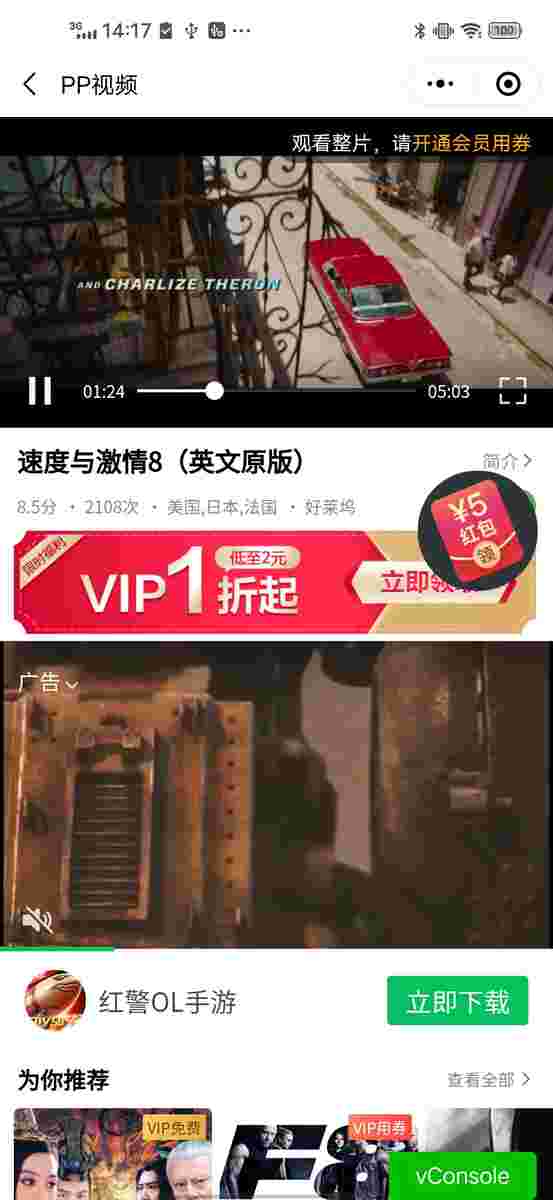 3G 14:17
100
PP视频
观看整片，请开通会员用券
AND CHARLIZE THERON
01:24
05:03
速度与激情8（英文原版）
简介
8.5分 · 2108次 · 美国,日本,法国 · 好莱坞
¥5
红包
领
限时福利
VIP1折起
低至2元
立即领
广告
红警OL手游
立即下载
为你推荐
查看全部
VIP免费
VIP用券
F8
vConsole